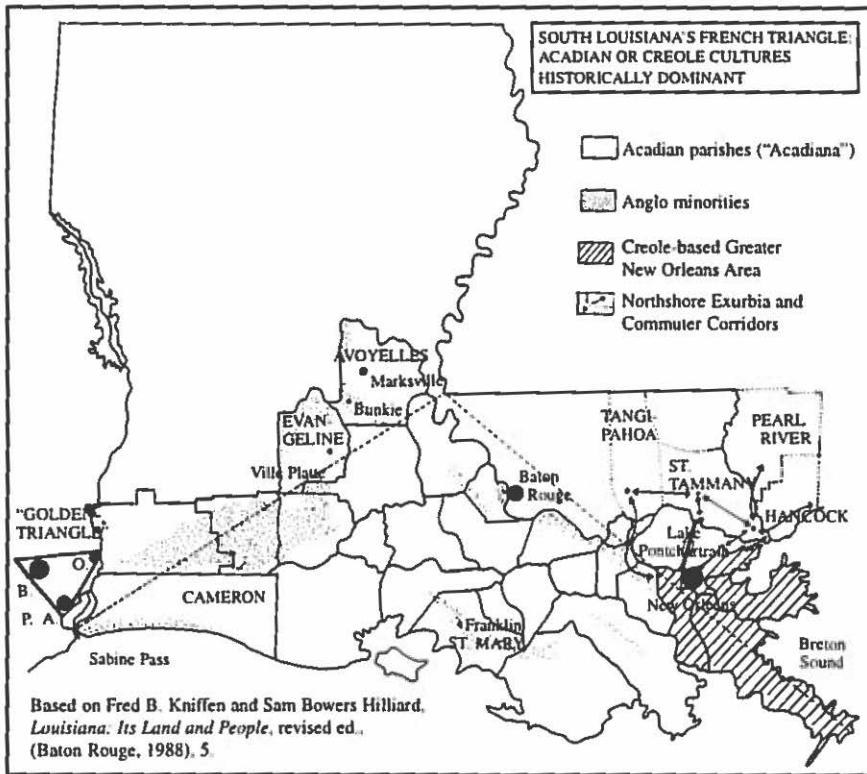 SOUTH LOUISIANA'S FRENCH TRIANGLE:
ACADIAN OR CREOLE CULTURES
HISTORICALLY DOMINANT
Acadian parishes ("Acadiana")
Anglo minorities
Creole-based Greater
New Orleans Area
Northshore Exurbia and
Commuter Corridors
AVOYELLES
Marksville
Bunkie
EVAN-
GELINE
Ville Platte
TANGI-
PAHOA
PEARL
RIVER
ST.
TAMMANY
HANCOCK
Baton
Rouge
Lake
Pontchartrain
New Orleans
Breton
Sound
"GOLDEN
TRIANGLE"
O.
B.
P. A.
CAMERON
Sabine Pass
Franklin
ST. MARY
Based on Fred B. Kniffen and Sam Bowers Hilliard,
Louisiana: Its Land and People, revised ed.,
(Baton Rouge, 1988), 5.